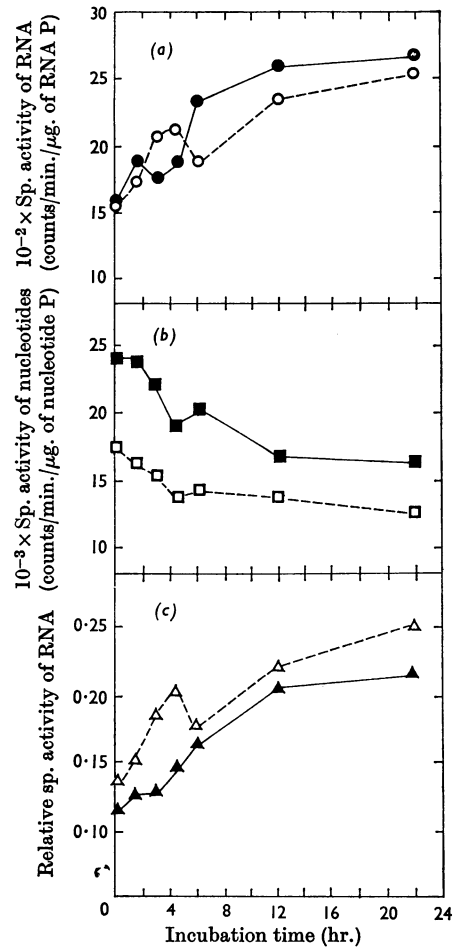 30
(a)
25
20
15
10
10⁻² × Sp. activity of RNA
(counts/min./μg. of RNA P)
(b)
25
20
15
10
10⁻³ × Sp. activity of nucleotides
(counts/min./μg. of nucleotide P)
(c)
0·25
0·20
0·15
0·10
Relative sp. activity of RNA
0 4 8 12 16 20 24
Incubation time (hr.)